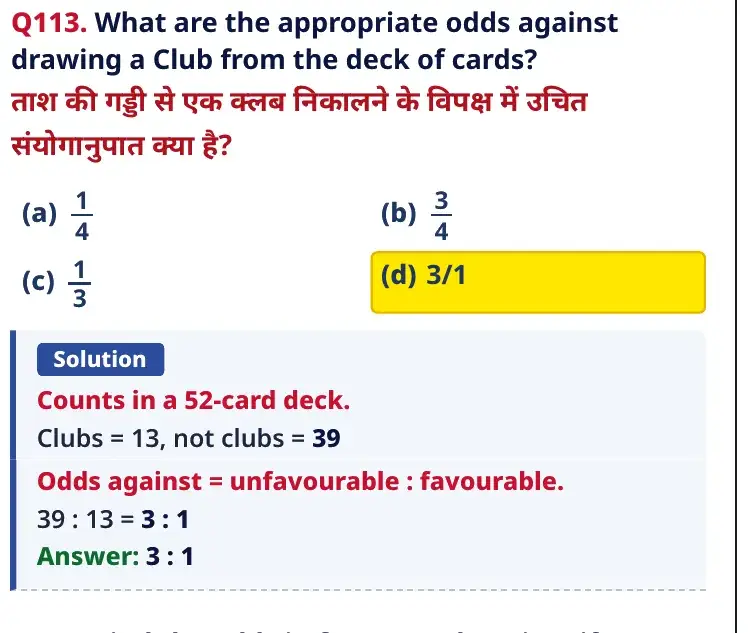 Q113. What are the appropriate odds against
drawing a Club from the deck of cards?
ताश की गड्डी से एक क्लब निकालने के विपक्ष में उचित
संयोगानुपात क्या है?
(a) 1/4
(b) 3/4
(c) 1/3
(d) 3/1
Solution
Counts in a 52-card deck.
Clubs = 13, not clubs = 39
Odds against = unfavourable : favourable.
39 : 13 = 3 : 1
Answer: 3 : 1